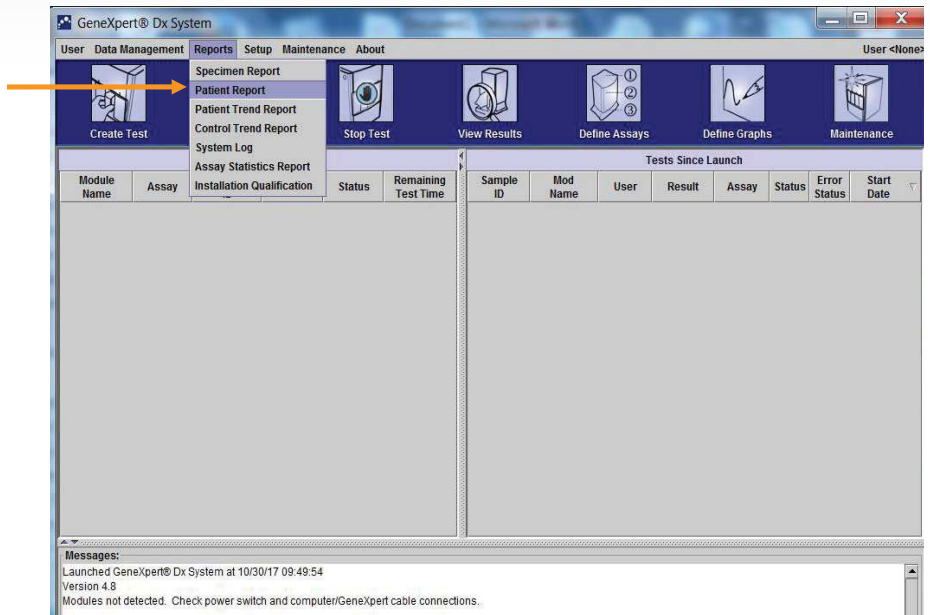 GeneXpert® Dx System
User Data Management Reports Setup Maintenance About User <None>
Specimen Report
Patient Report
Patient Trend Report
Control Trend Report
System Log
Assay Statistics Report
Installation Qualification
Create Test Stop Test View Results Define Assays Define Graphs Maintenance
Tests Since Launch
Module Name Assay Status Remaining Test Time
Sample ID Mod Name User Result Assay Status Error Status Start Date
Messages:
Launched GeneXpert® Dx System at 10/30/17 09:49:54
Version 4.8
Modules not detected. Check power switch and computer/GeneXpert cable connections.